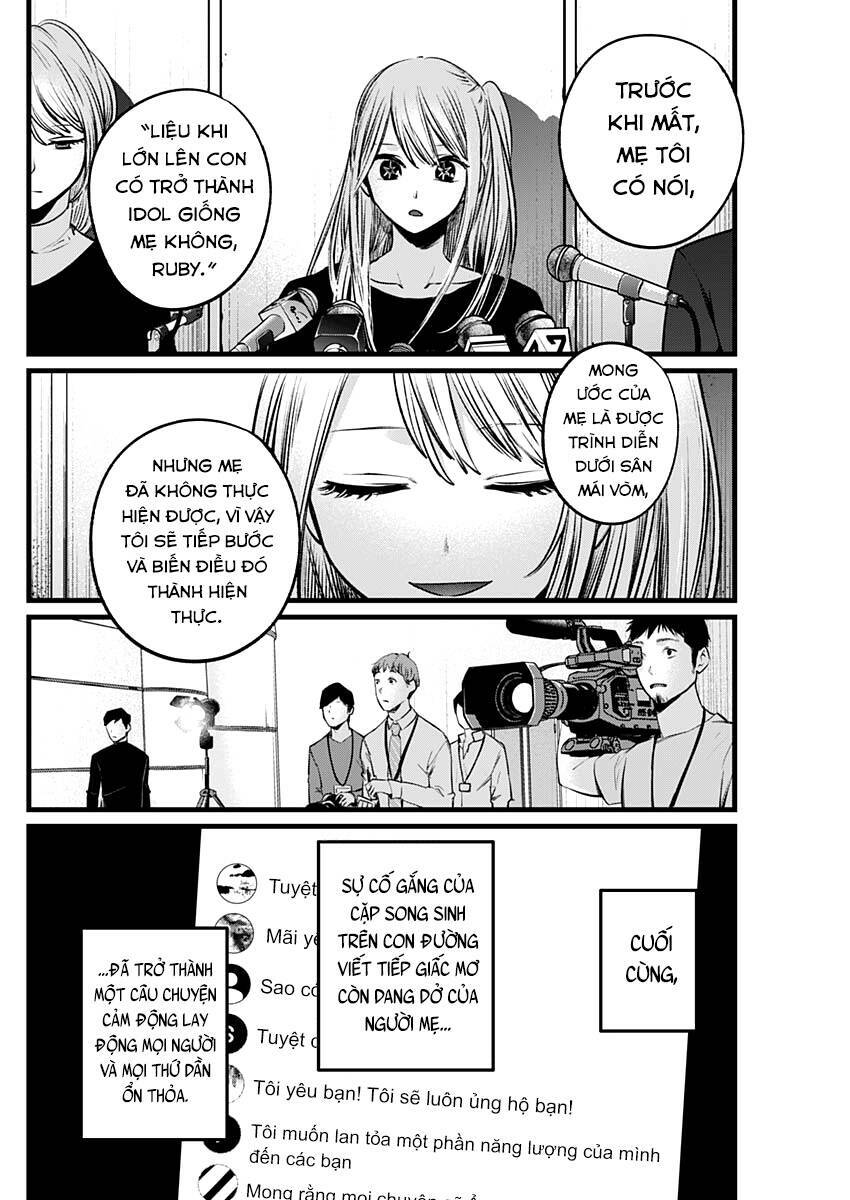 TRƯỚC
KHI MẤT,
MẸ TÔI
CÓ NÓI,
“LIỆU KHI
LỚN LÊN CON
CÓ TRỞ THÀNH
IDOL GIỐNG
MẸ KHÔNG,
RUBY.”
MONG
ƯỚC CỦA
MẸ LÀ ĐƯỢC
TRÌNH DIỄN
DƯỚI SÂN
MÁI VÒM,
NHƯNG MẸ
ĐÃ KHÔNG THỰC
HIỆN ĐƯỢC, VÌ VẬY
TÔI SẼ TIẾP BƯỚC
VÀ BIẾN ĐIỀU ĐÓ
THÀNH HIỆN
THỰC.
CUỐI
CÙNG,
SỰ CỐ GẮNG CỦA
CẶP SONG SINH
TRÊN CON ĐƯỜNG
VIẾT TIẾP GIẤC MƠ
CÒN DANG DỞ CỦA
NGƯỜI MẸ...
...ĐÃ TRỞ THÀNH
MỘT CÂU CHUYỆN
CẢM ĐỘNG LAY
ĐỘNG MỌI NGƯỜI
VÀ MỌI THỨ DẦN
ỔN THỎA.
Tuyệt
Mãi
Sao
Tuyệt
Tôi yêu bạn! Tôi sẽ luôn ủng hộ bạn!
Tôi muốn lan tỏa một phần năng lượng của mình
đến các bạn
Mong rằng mọi chuyện